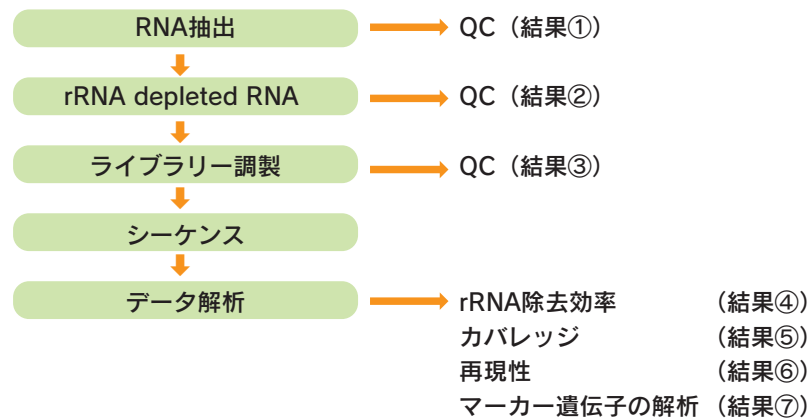 RNA抽出 QC（結果①）
rRNA depleted RNA QC（結果②）
ライブラリー調製 QC（結果③）
シーケンス
データ解析 rRNA除去効率 （結果④）
カバレッジ （結果⑤）
再現性 （結果⑥）
マーカー遺伝子の解析 （結果⑦）